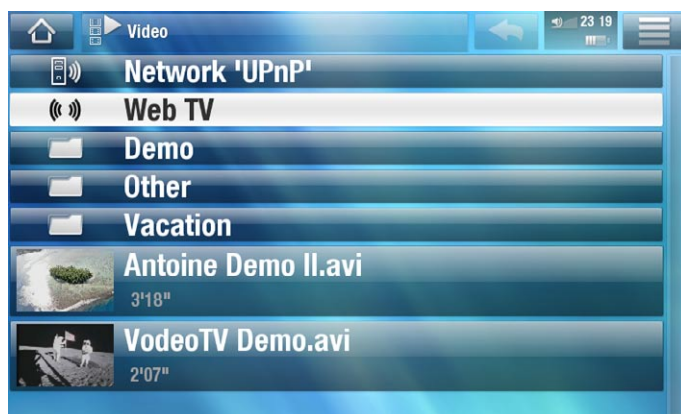 Video
23 19
Network 'UPnP'
Web TV
Demo
Other
Vacation
Antoine Demo II.avi
3'18"
VodeoTV Demo.avi
2'07"